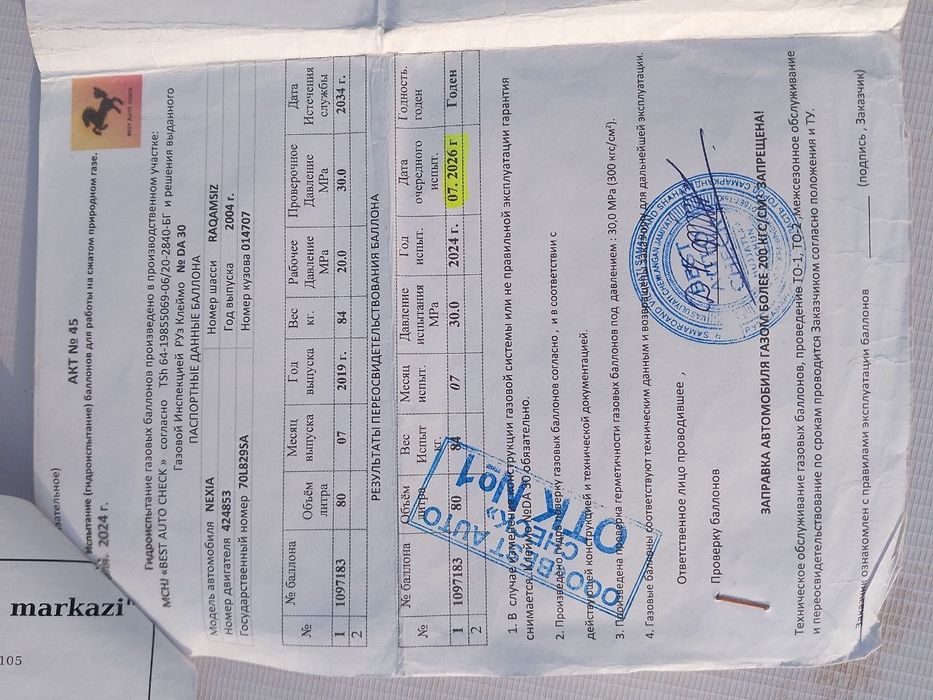 зательное)
АКТ № 45
Испытание (гидроиспытание) баллонов для работы на сжатом природном газе.
2024 г.
BEST AUTO CHECK
Гидроиспытание газовых баллонов произведено в производственном участке:
MCHJ «BEST AUTO CHECK» согласно TSh 64-19855069-06/20-2840-БГ и решения выданного
Газовой Инспекцией РУз Клеймо № DA 30
ПАСПОРТНЫЕ ДАННЫЕ БАЛЛОНА
Модель автомобиля NEXIA Номер шасси RAQAMSIZ
Номер двигателя 424853 Год выпуска 2004 г.
Государственный номер 70L829SA Номер кузова 014707
№ № баллона Объём литра Месяц выпуска Год выпуска Вес кг. Рабочее Давление MPa Проверочное Давление MPa Дата Истечения службы
1 1097183 80 07 2019 г. 84 20.0 30.0 2034 г.
2
РЕЗУЛЬТАТЫ ПЕРЕОСВИДЕТЕЛЬСТВОВАНИЯ БАЛЛОНА
№ № баллона Объём литра Вес Испыт кг. Месяц испыт. Давление испытания MPa Год испыт. Дата очередного испыт. Годность. годен
1 1097183 80 84 07 30.0 2024 г. 07. 2026 г Годен
2
1. В случае изменения конструкции газовой системы или не правильной эксплуатации гарантия
снимается. Клеймо №DA 30 обязательно.
2. Произведен гидропроверку газовых баллонов согласно , и в соответствии с
действующей конструкцией и технической документацией.
3. Произведена проверка герметичности газовых баллонов под давлением : 30,0 MPa (300 кгс/см²).
4. Газовые баллоны соответствуют техническим данным и возвращены Заказчику для дальнейшей эксплуатации.
ООО «BEST AUTO
CHECK»
ОТК №1
Ответственное лицо проводившее ,
Проверку баллонов
ЗАПРАВКА АВТОМОБИЛЯ ГАЗОМ БОЛЕЕ 200 КГС/СМ² ЗАПРЕЩЕНА!
Техническое обслуживание газовых баллонов, проведение ТО-1, ТО-2 ,межсезонное обслуживание
и переосвидетельствование по срокам проводится Заказчиком согласно положения и ТУ.
Заказчик ознакомлен с правилами эксплуатации баллонов (подпись , Заказчик)
markazi"
105